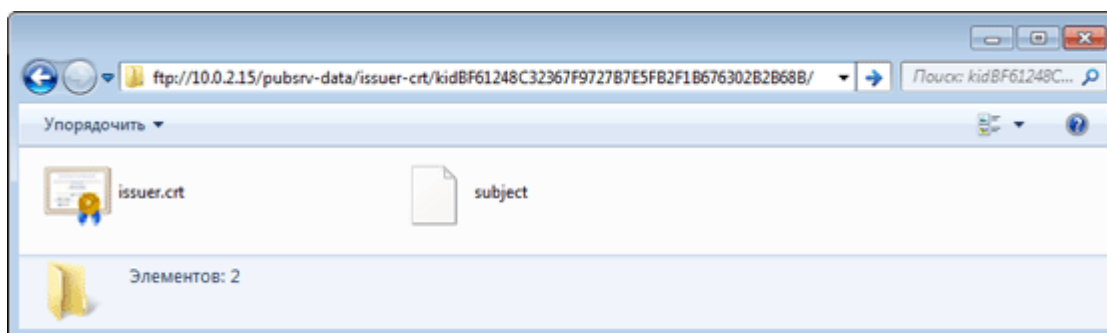 ftp://10.0.2.15/pubsrv-data/issuer-crt/kidBF61248C32367F9727B7E5FB2F1B676302B2B68B/
Поиск: kidBF61248C...
Упорядочить
issuer.crt
subject
Элементов: 2